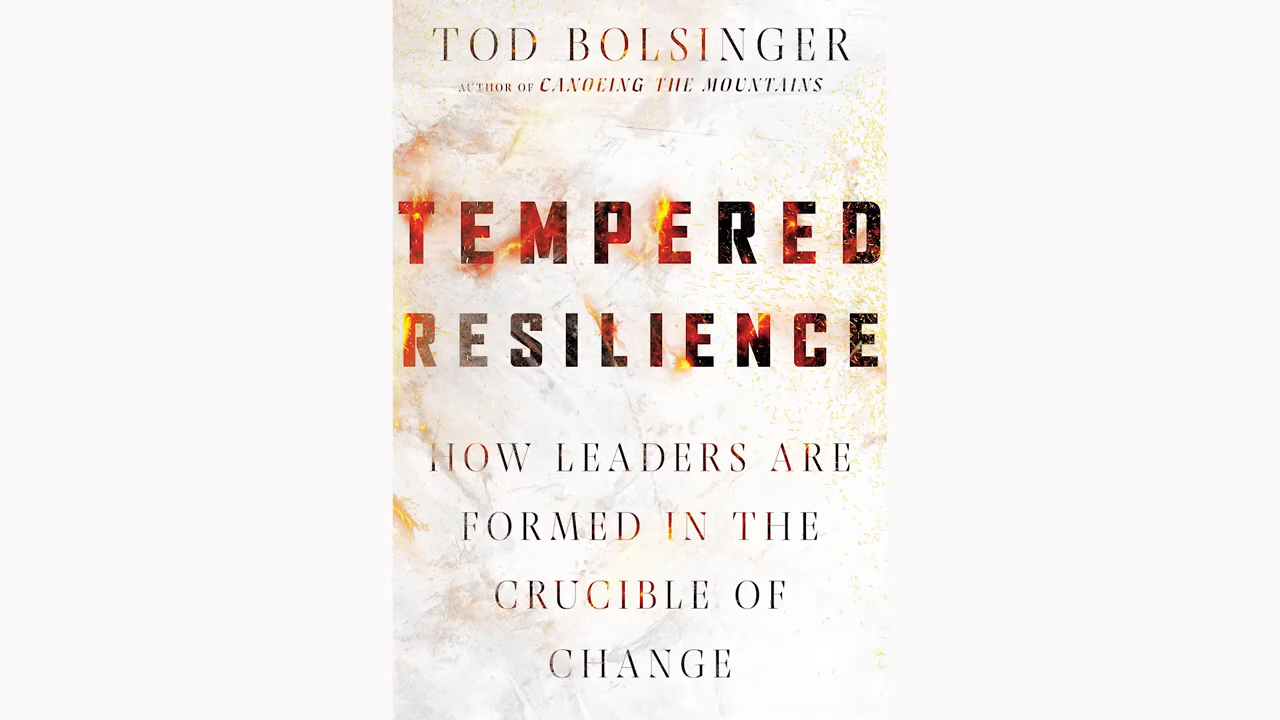 TOD BOLSINGER
AUTHOR OF CANOEING THE MOUNTAINS
TEMPERED
RESILIENCE
HOW LEADERS ARE
FORMED IN THE
CRUCIBLE OF
CHANGE